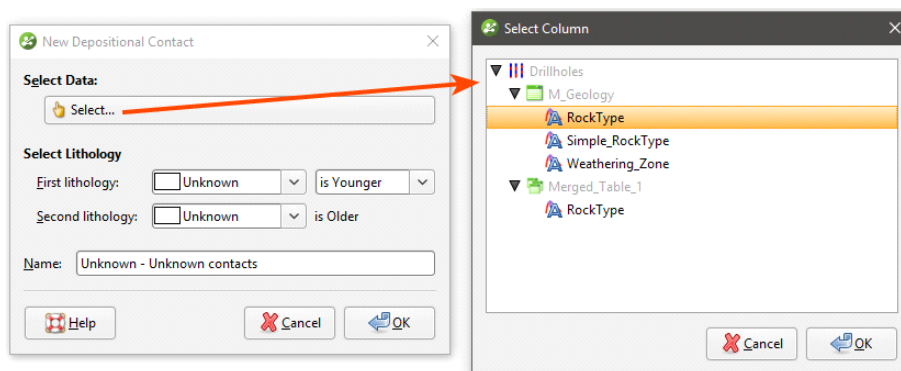 New Depositional Contact
Select Data:
Select...
Select Lithology
First lithology: Unknown is Younger
Second lithology: Unknown is Older
Name: Unknown - Unknown contacts
Help Cancel OK
Select Column
Drillholes
M_Geology
RockType
Simple_RockType
Weathering_Zone
Merged_Table_1
RockType
Cancel OK